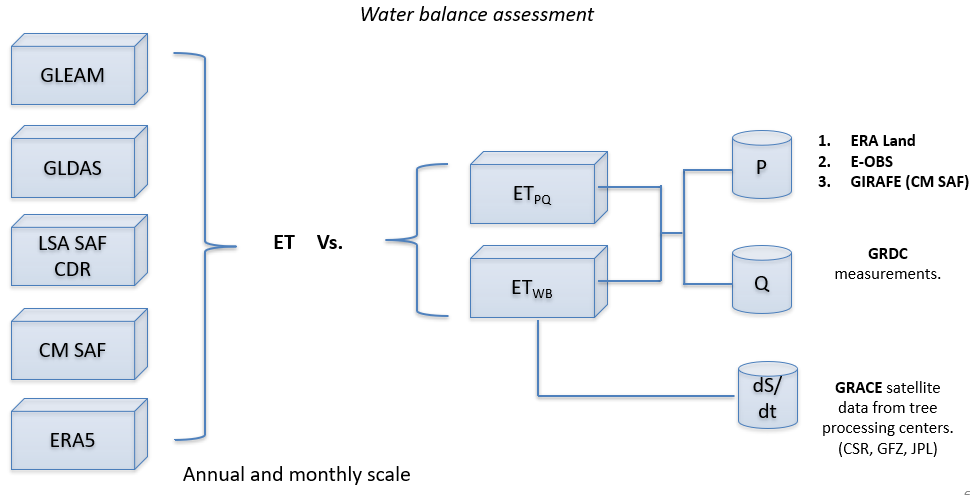 Water balance assessment
GLEAM
GLDAS
LSA SAF
CDR
CM SAF
ERA5
ET Vs.
ET_PQ
ET_WB
P
Q
dS/
dt
1. ERA Land
2. E-OBS
3. GIRAFE (CM SAF)
GRDC
measurements.
GRACE satellite
data from tree
processing centers.
(CSR, GFZ, JPL)
Annual and monthly scale